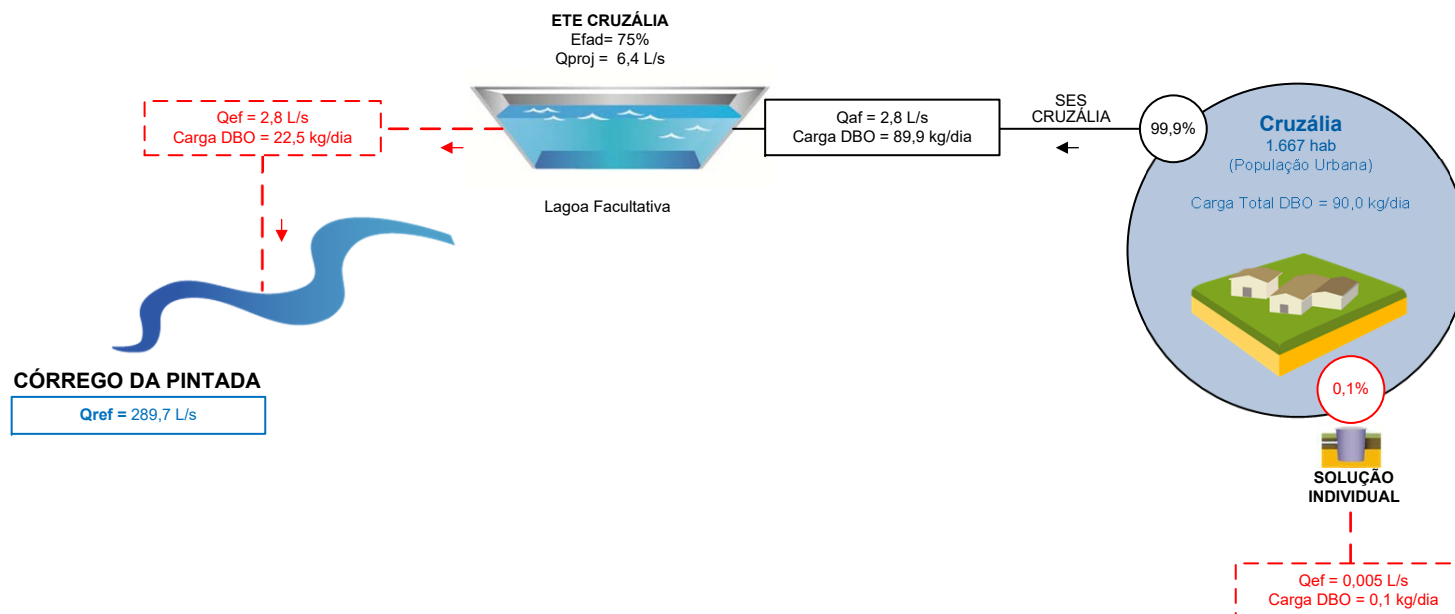 ETE CRUZÁLIA
Efad= 75%
Qproj = 6,4 L/s
Qef = 2,8 L/s
Carga DBO = 22,5 kg/dia
Qaf = 2,8 L/s
Carga DBO = 89,9 kg/dia
SES
CRUZÁLIA
99,9%
Cruzália
1.667 hab
(População Urbana)
Carga Total DBO = 90,0 kg/dia
Lagoa Facultativa
CÓRREGO DA PINTADA
Qref = 289,7 L/s
0,1%
SOLUÇÃO
INDIVIDUAL
Qef = 0,005 L/s
Carga DBO = 0,1 kg/dia